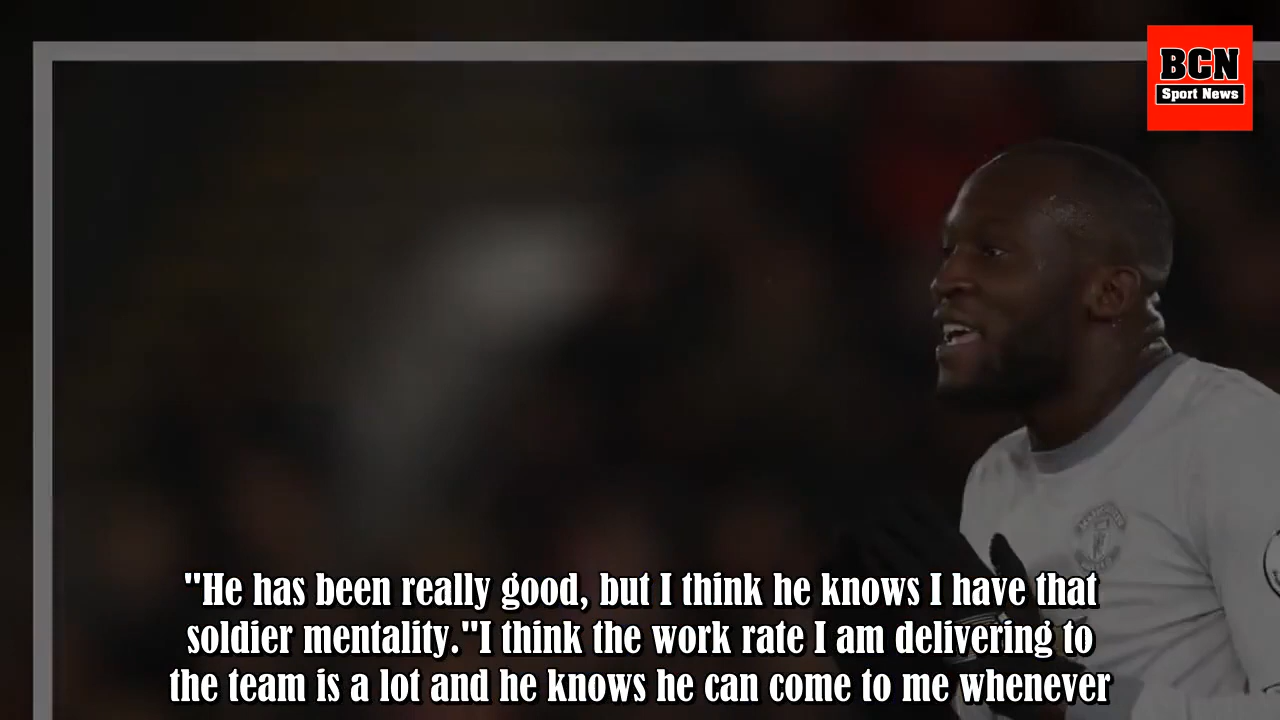 BCN
Sport News
"He has been really good, but I think he knows I have that
soldier mentality."I think the work rate I am delivering to
the team is a lot and he knows he can come to me whenever